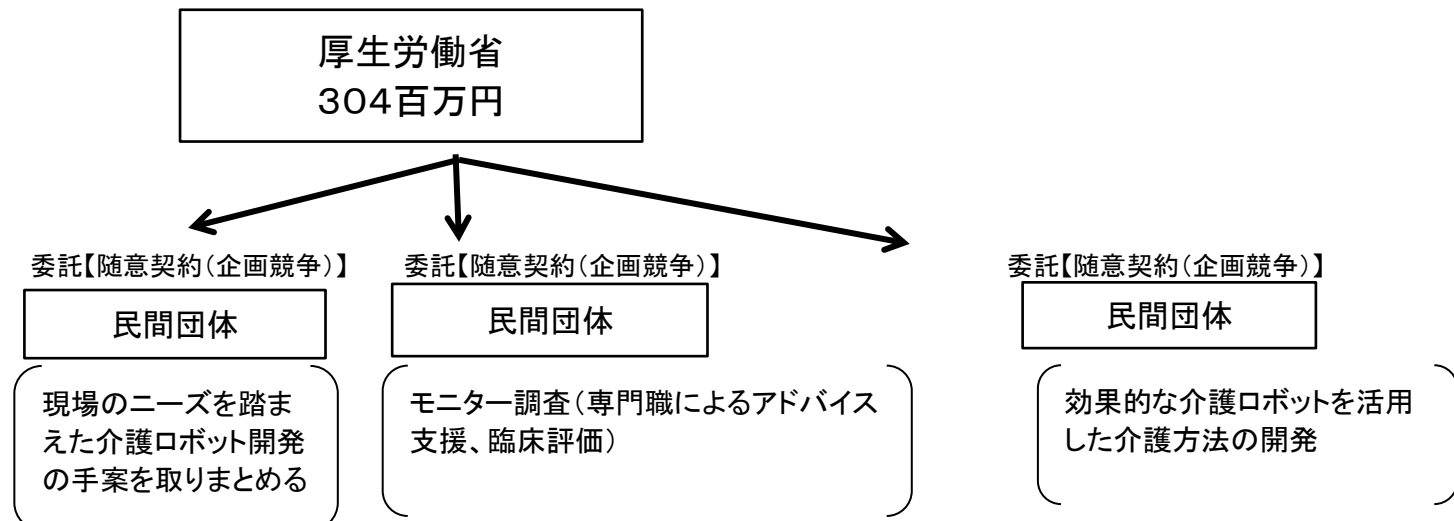 厚生労働省
304百万円
委託【随意契約(企画競争)】
民間団体
現場のニーズを踏ま
えた介護ロボット開発
の手案を取りまとめる
委託【随意契約(企画競争)】
民間団体
モニター調査(専門職によるアドバイス
支援、臨床評価)
委託【随意契約(企画競争)】
民間団体
効果的な介護ロボットを活用
した介護方法の開発